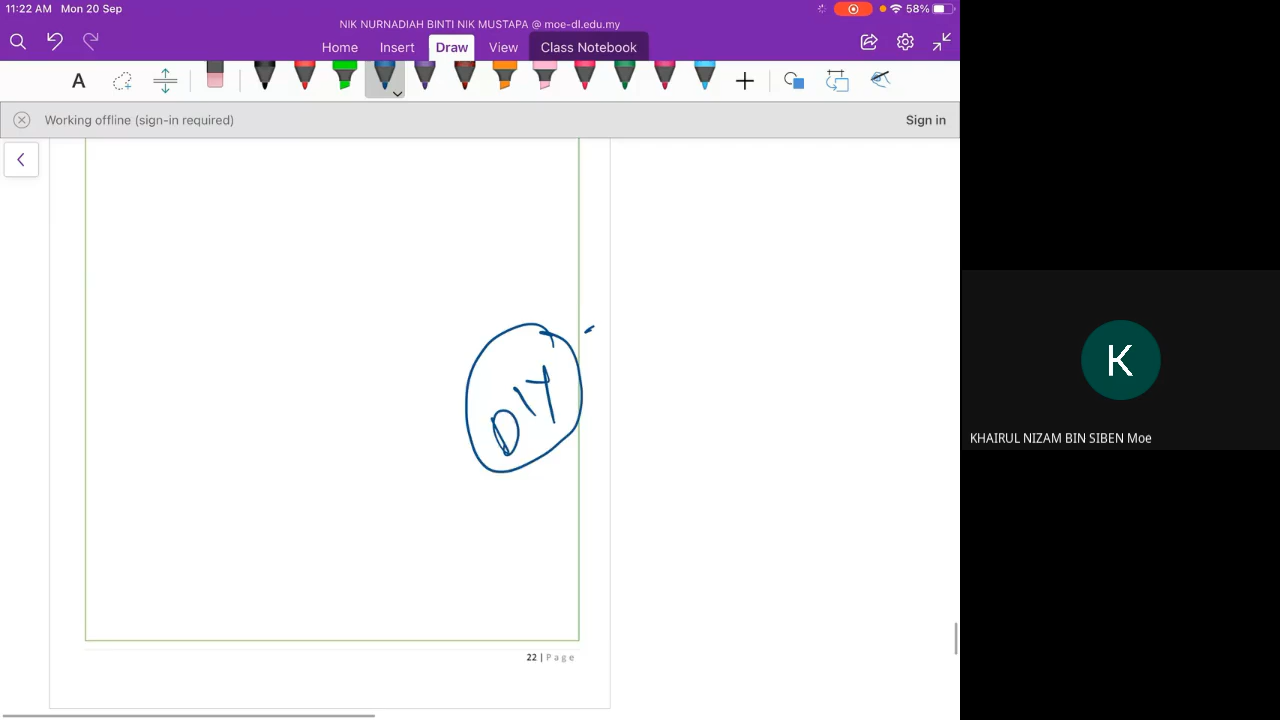 11:22 AM Mon 20 Sep
58%
NIK NURNADIAH BINTI NIK MUSTAPA @ moe-dl.edu.my
Home Insert Draw View Class Notebook
A
Working offline (sign-in required) Sign in
DIY
22 | Page
K
KHAIRUL NIZAM BIN SIBEN Moe